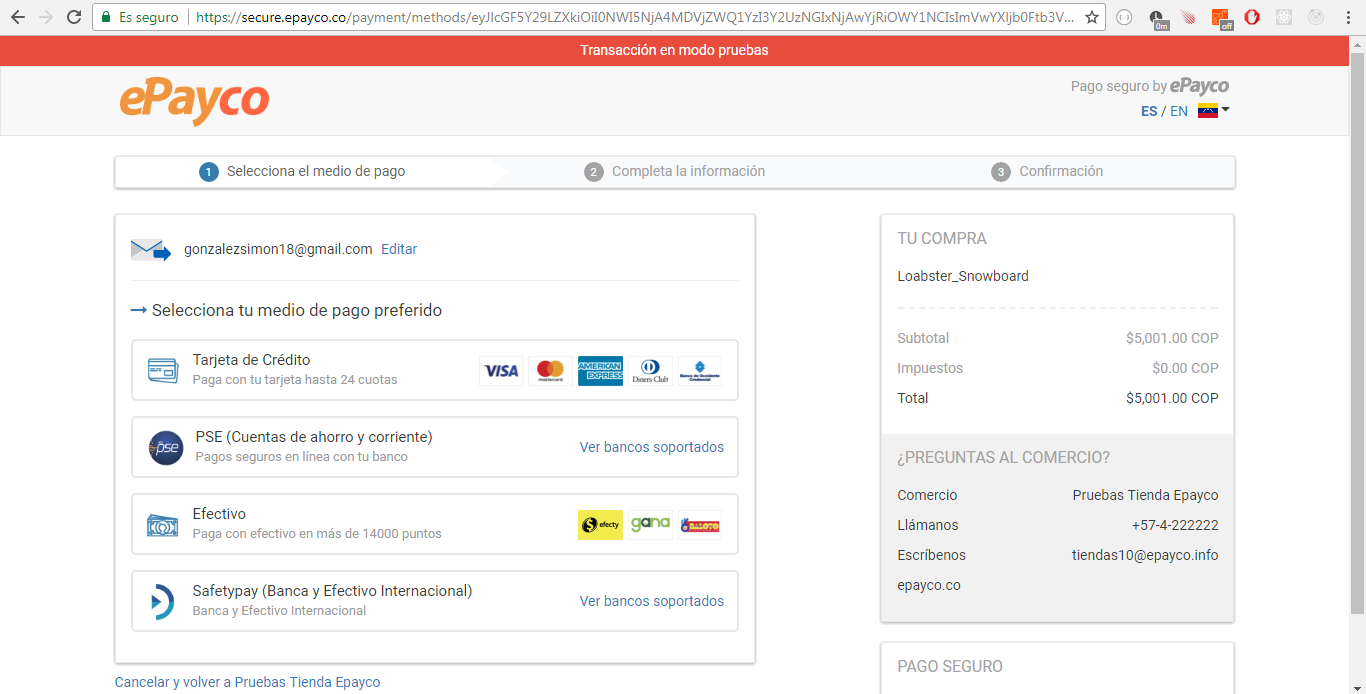 Es seguro
https://secure.epayco.co/payment/methods/eyJlcGF5Y29LZXkiOiI0NWI5NjA4MDVjZWQ1YzI3Y2UzNGIxNjAwYjRiOWY1NCIsImVwYXljb0Ftb3V...
0m
off
Transacción en modo pruebas
ePayco
Pago seguro by ePayco
ES / EN
1 Selecciona el medio de pago
2 Completa la información
3 Confirmación
gonzalezsimon18@gmail.com Editar
Selecciona tu medio de pago preferido
Tarjeta de Crédito
Paga con tu tarjeta hasta 24 cuotas
VISA
mastercard
AMERICAN EXPRESS
Diners Club
Banco de Occidente
Credencial
pse
PSE (Cuentas de ahorro y corriente)
Pagos seguros en línea con tu banco
Ver bancos soportados
Efectivo
Paga con efectivo en más de 14000 puntos
efecty
gana
BALOTO
Safetypay (Banca y Efectivo Internacional)
Banca y Efectivo Internacional
Ver bancos soportados
Cancelar y volver a Pruebas Tienda Epayco
TU COMPRA
Loabster_Snowboard
Subtotal $5,001.00 COP
Impuestos $0.00 COP
Total $5,001.00 COP
¿PREGUNTAS AL COMERCIO?
Comercio Pruebas Tienda Epayco
Llámanos +57-4-222222
Escríbenos tiendas10@epayco.info
epayco.co
PAGO SEGURO